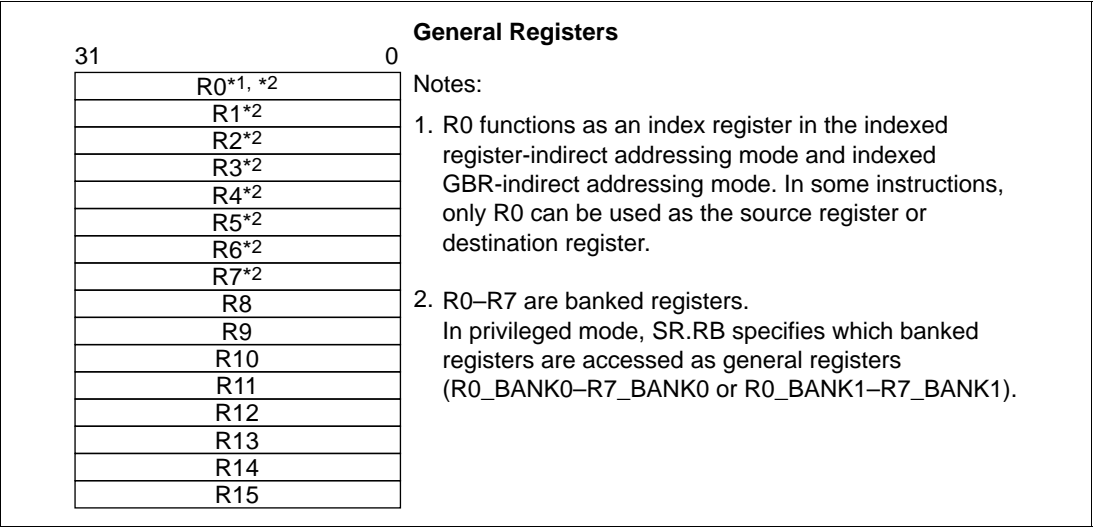 General Registers
31 0
R0*1, *2
R1*2
R2*2
R3*2
R4*2
R5*2
R6*2
R7*2
R8
R9
R10
R11
R12
R13
R14
R15
Notes:
1. R0 functions as an index register in the indexed
register-indirect addressing mode and indexed
GBR-indirect addressing mode. In some instructions,
only R0 can be used as the source register or
destination register.
2. R0–R7 are banked registers.
In privileged mode, SR.RB specifies which banked
registers are accessed as general registers
(R0_BANK0–R7_BANK0 or R0_BANK1–R7_BANK1).